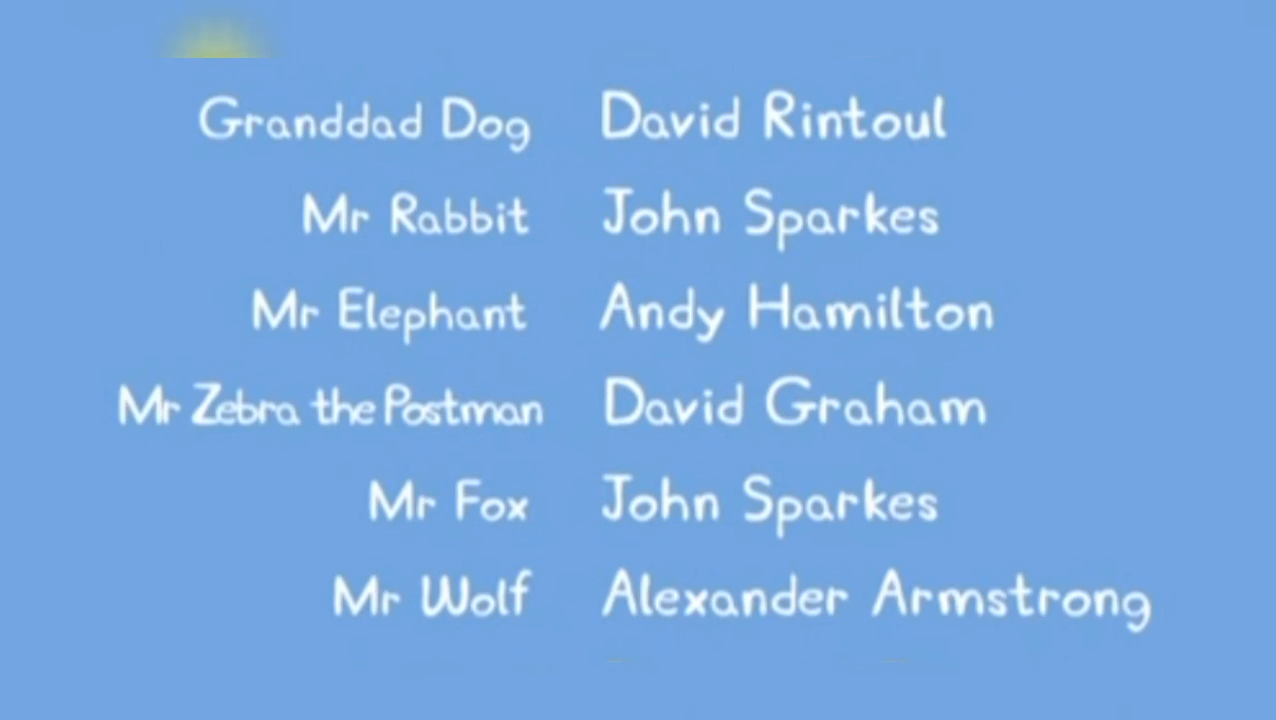 Granddad Dog David Rintoul
Mr Rabbit John Sparkes
Mr Elephant Andy Hamilton
Mr Zebra the Postman David Graham
Mr Fox John Sparkes
Mr Wolf Alexander Armstrong